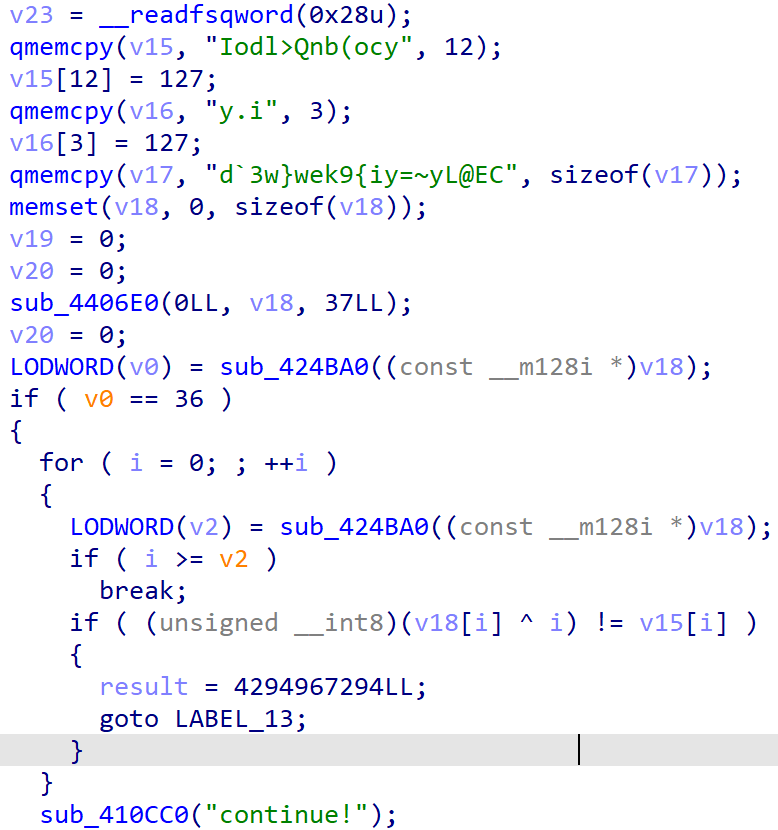 v23 = __readfsqword(0x28u);
qmemcpy(v15, "Iodl>Qnb(ocy", 12);
v15[12] = 127;
qmemcpy(v16, "y.i", 3);
v16[3] = 127;
qmemcpy(v17, "d`3w}wek9{iy=~yL@EC", sizeof(v17));
memset(v18, 0, sizeof(v18));
v19 = 0;
v20 = 0;
sub_4406E0(0LL, v18, 37LL);
v20 = 0;
LODWORD(v0) = sub_424BA0((const __m128i *)v18);
if ( v0 == 36 )
{
  for ( i = 0; ; ++i )
  {
    LODWORD(v2) = sub_424BA0((const __m128i *)v18);
    if ( i >= v2 )
      break;
    if ( (unsigned __int8)(v18[i] ^ i) != v15[i] )
    {
      result = 4294967294LL;
      goto LABEL_13;
    }
  }
  sub_410CC0("continue!");